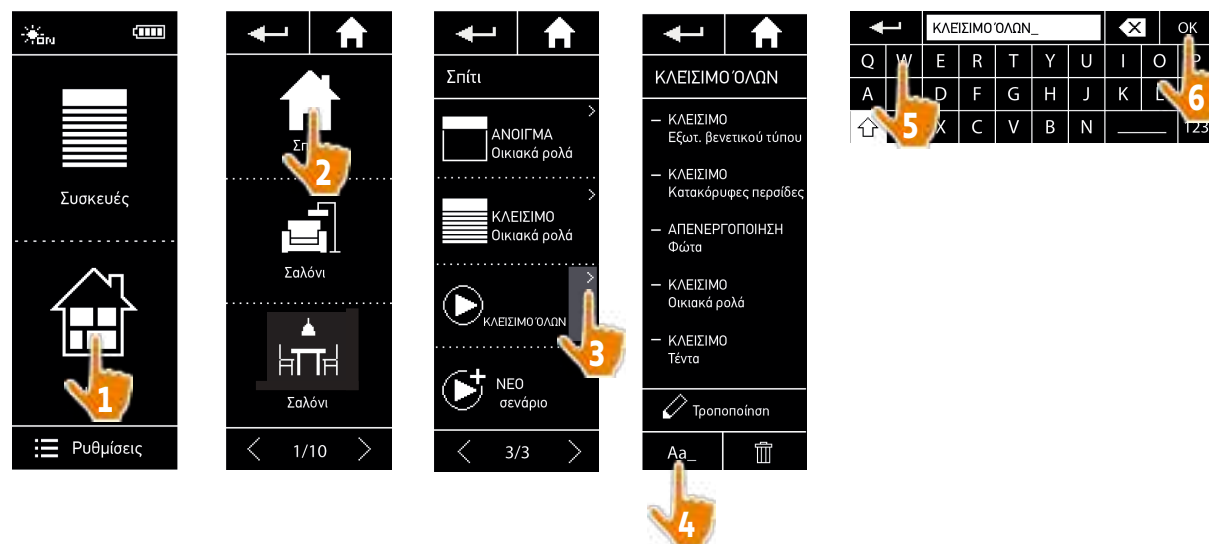 ON
Συσκευές
1
Ρυθμίσεις
2
Σαλόνι
Σαλόνι
1/10
Σπίτι
ΑΝΟΙΓΜΑ
Οικιακά ρολά
ΚΛΕΙΣΙΜΟ
Οικιακά ρολά
ΚΛΕΙΣΙΜΟ ΌΛΩΝ
3
ΝΕΟ
σενάριο
3/3
ΚΛΕΙΣΙΜΟ ΌΛΩΝ
– ΚΛΕΙΣΙΜΟ
Εξωτ. βενετικού τύπου
– ΚΛΕΙΣΙΜΟ
Κατακόρυφες περσίδες
– ΑΠΕΝΕΡΓΟΠΟΙΗΣΗ
Φώτα
– ΚΛΕΙΣΙΜΟ
Οικιακά ρολά
– ΚΛΕΙΣΙΜΟ
Τέντα
Τροποποίηση
Aa_
4
ΚΛΕΊΣΙΜΟ ΌΛΩΝ_ OK
Q W E R T Y U I O P
A D F G H J K L
X C V B N 123
5
6